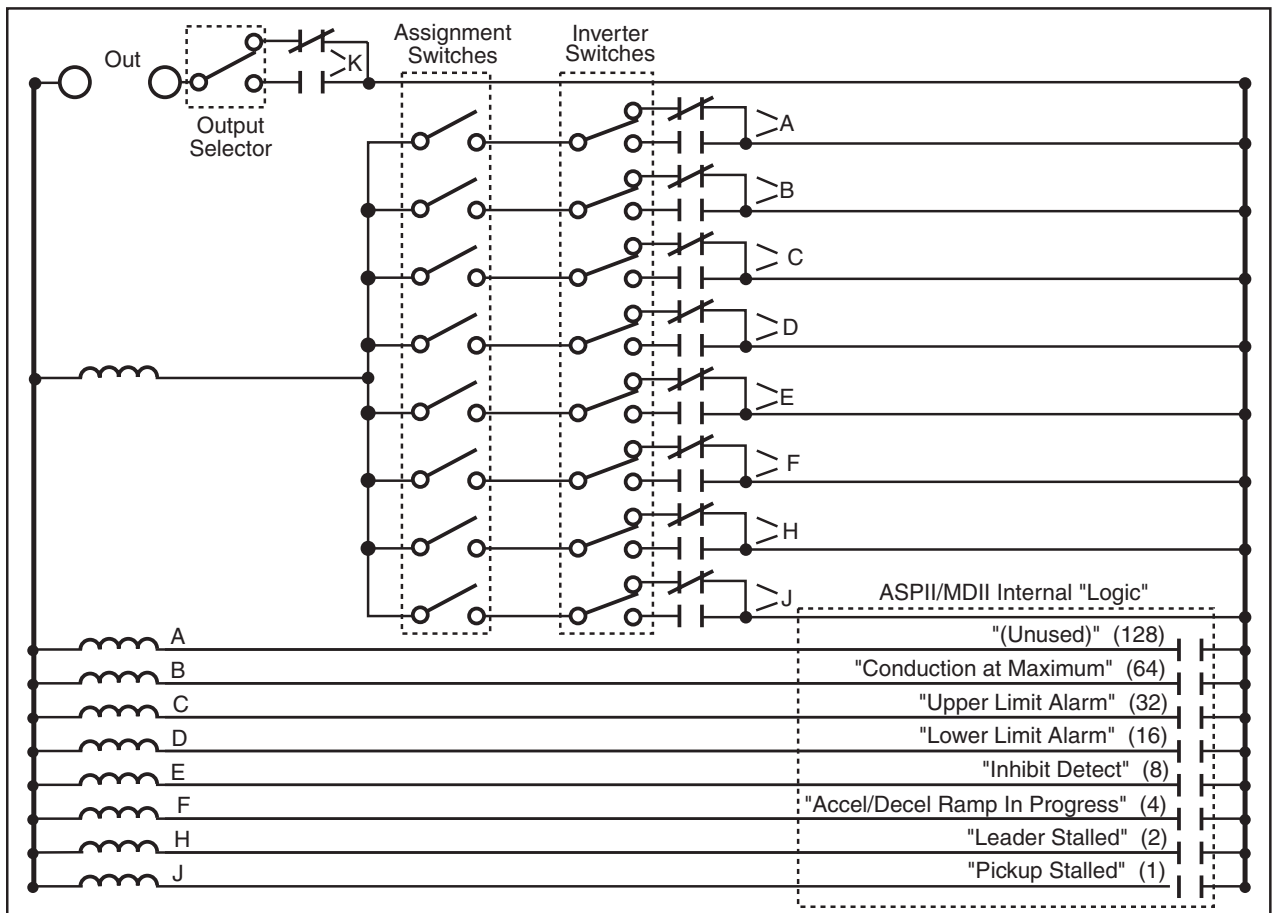 Out
K
Output
Selector
Assignment
Switches
Inverter
Switches
A
B
C
D
E
F
H
J
ASPII/MDII Internal "Logic"
A
"(Unused)" (128)
B
"Conduction at Maximum" (64)
C
"Upper Limit Alarm" (32)
D
"Lower Limit Alarm" (16)
E
"Inhibit Detect" (8)
F
"Accel/Decel Ramp In Progress" (4)
H
"Leader Stalled" (2)
J
"Pickup Stalled" (1)